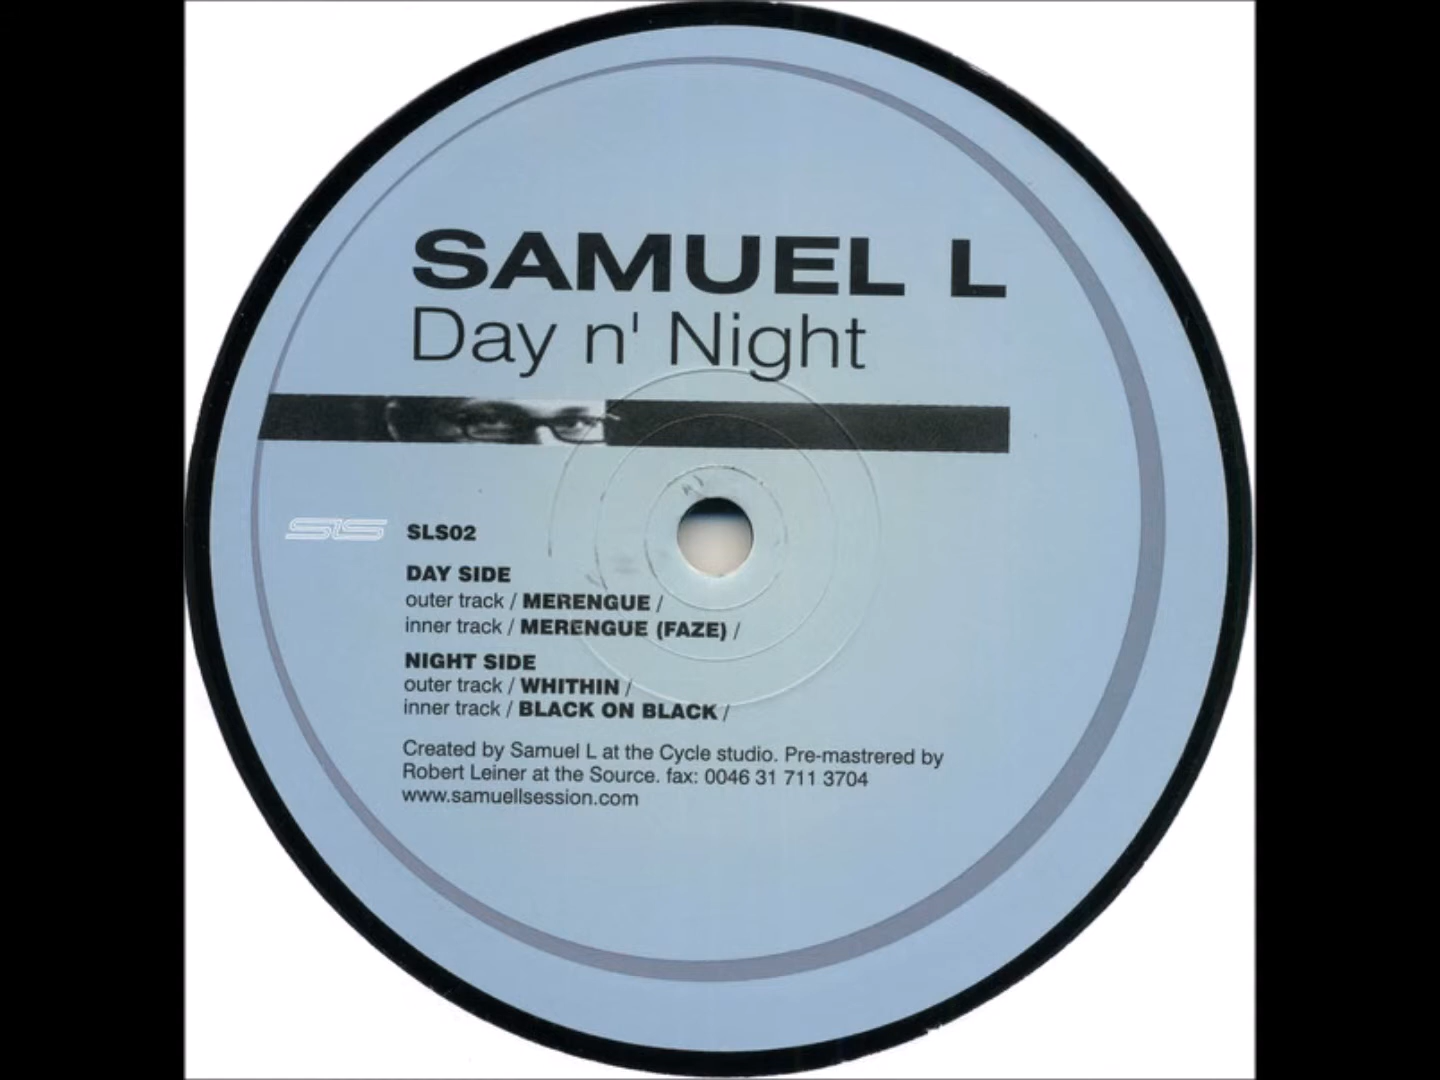 SAMUEL L
Day n' Night
SLS SLS02
DAY SIDE
outer track / MERENGUE /
inner track / MERENGUE (FAZE) /
NIGHT SIDE
outer track / WHITHIN /
inner track / BLACK ON BLACK /
Created by Samuel L at the Cycle studio. Pre-mastrered by
Robert Leiner at the Source. fax: 0046 31 711 3704
www.samuellsession.com